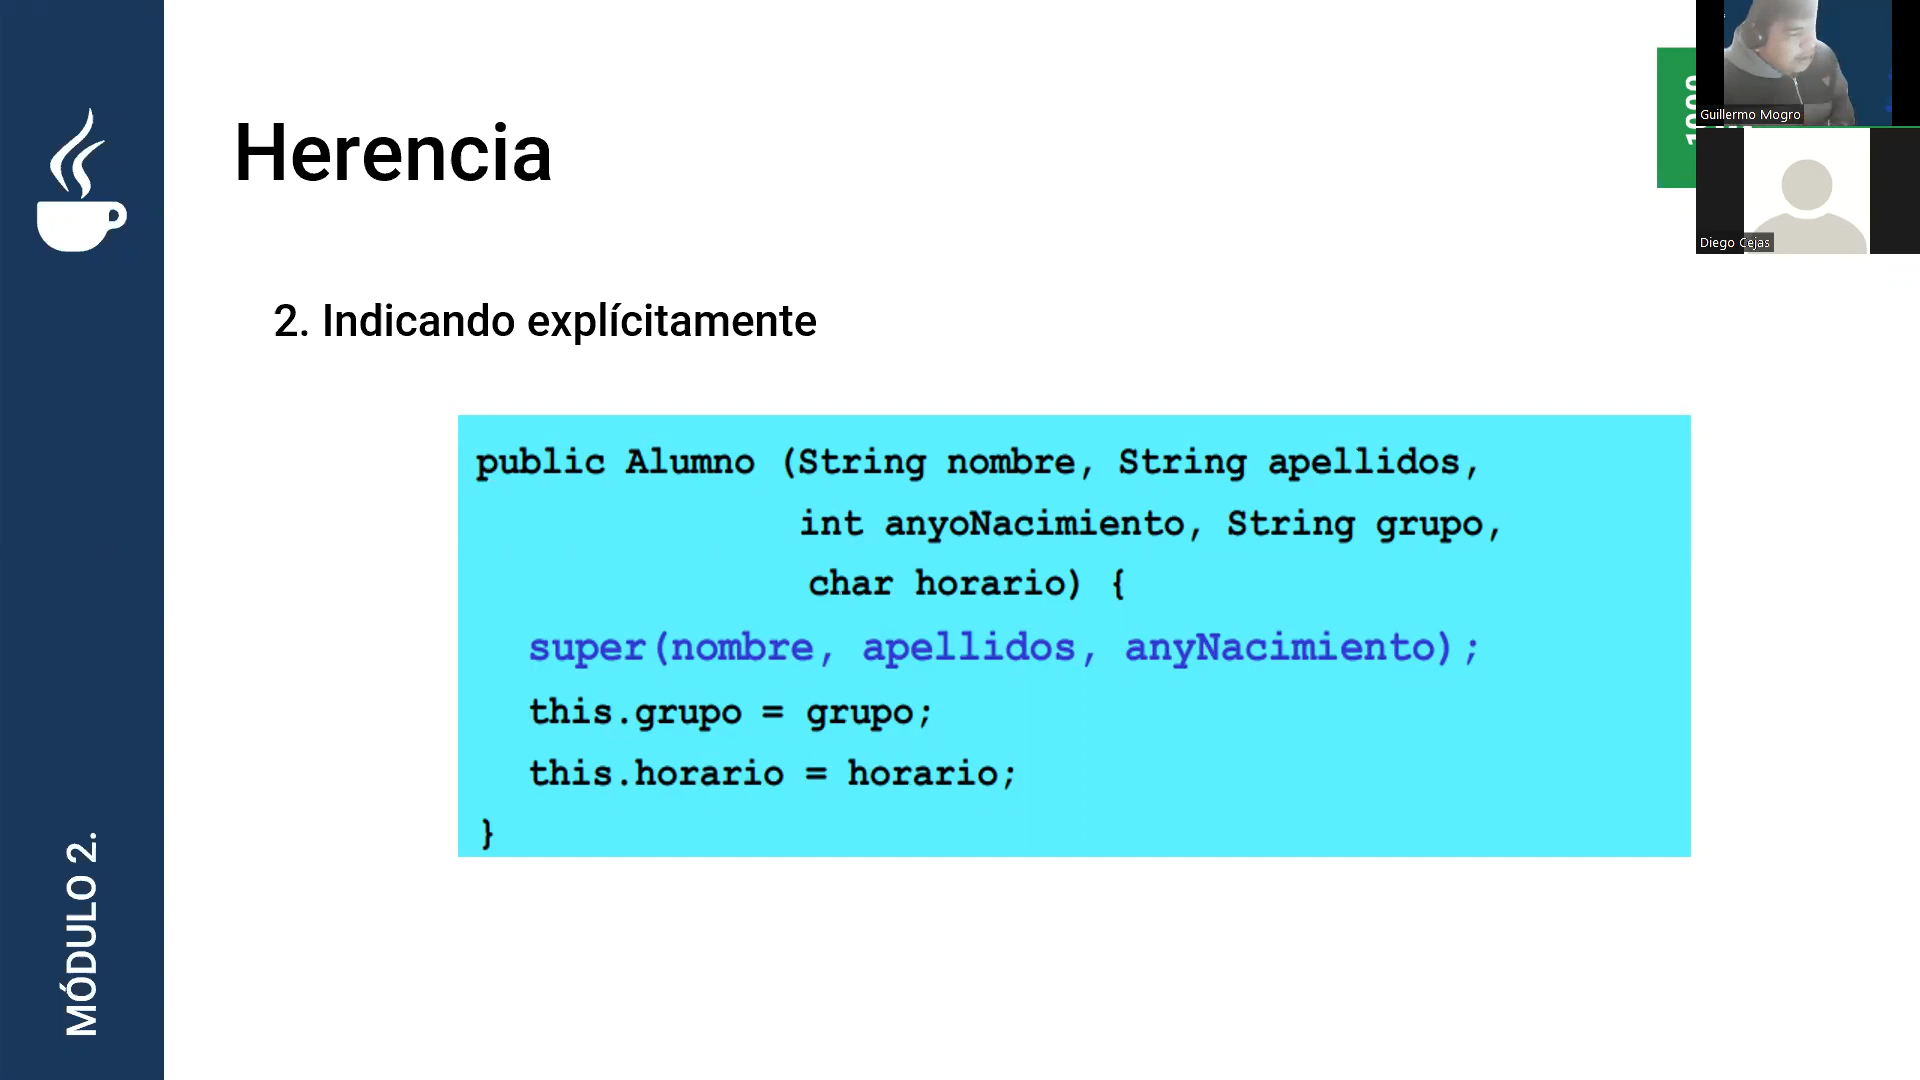 Herencia
2. Indicando explícitamente
public Alumno (String nombre, String apellidos,
int anyoNacimiento, String grupo,
char horario) {
super(nombre, apellidos, anyNacimiento);
this.grupo = grupo;
this.horario = horario;
}
MÓDULO 2.
Guillermo Mogro
Diego Cejas